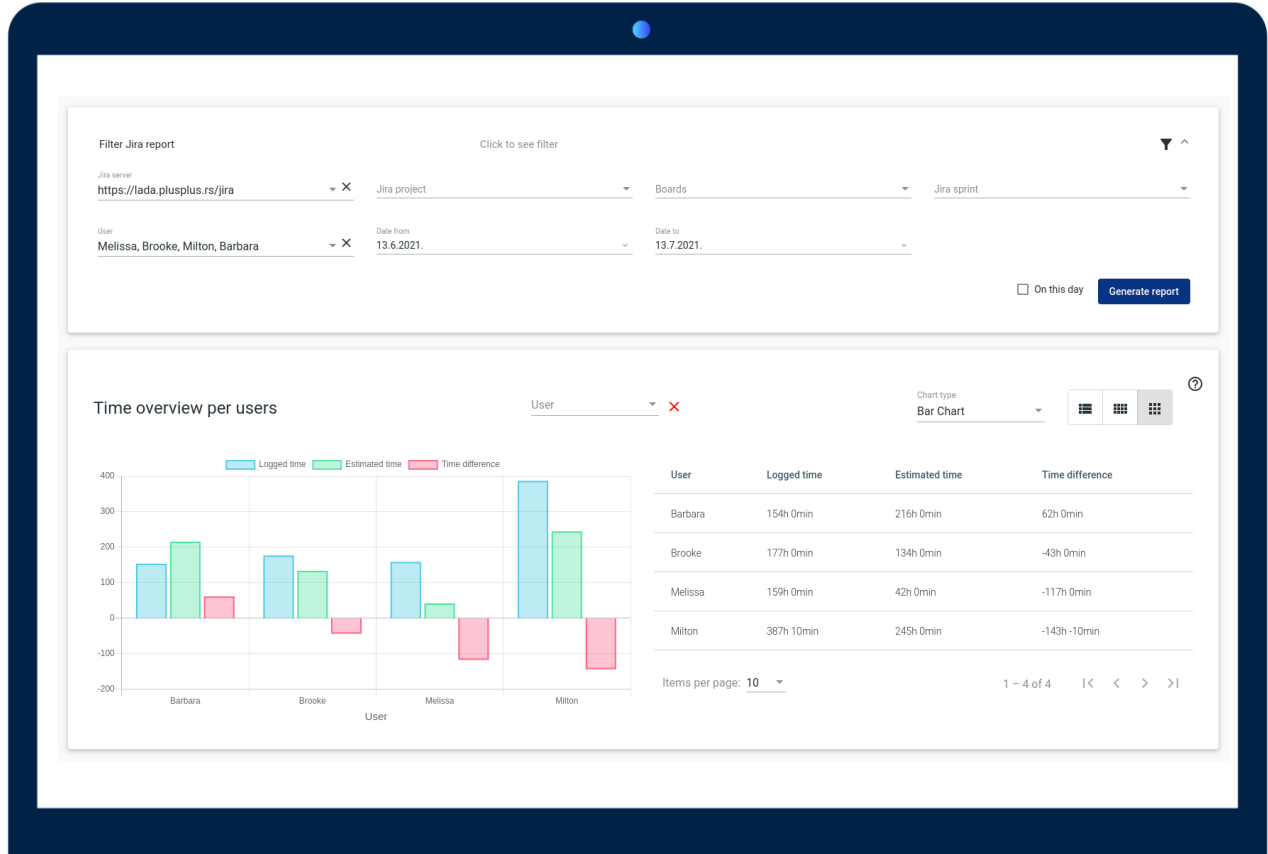 Filter Jira report Click to see filter
Jira server
https://lada.plusplus.rs/jira Jira project Boards Jira sprint
User Date from Date to
Melissa, Brooke, Milton, Barbara 13.6.2021. 13.7.2021.
On this day Generate report
Time overview per users User Chart type
Bar Chart
Logged time Estimated time Time difference
400
300
200
100
0
-100
-200
Barbara Brooke Melissa Milton
User
User Logged time Estimated time Time difference
Barbara 154h 0min 216h 0min 62h 0min
Brooke 177h 0min 134h 0min -43h 0min
Melissa 159h 0min 42h 0min -117h 0min
Milton 387h 10min 245h 0min -143h -10min
Items per page: 10 1 – 4 of 4